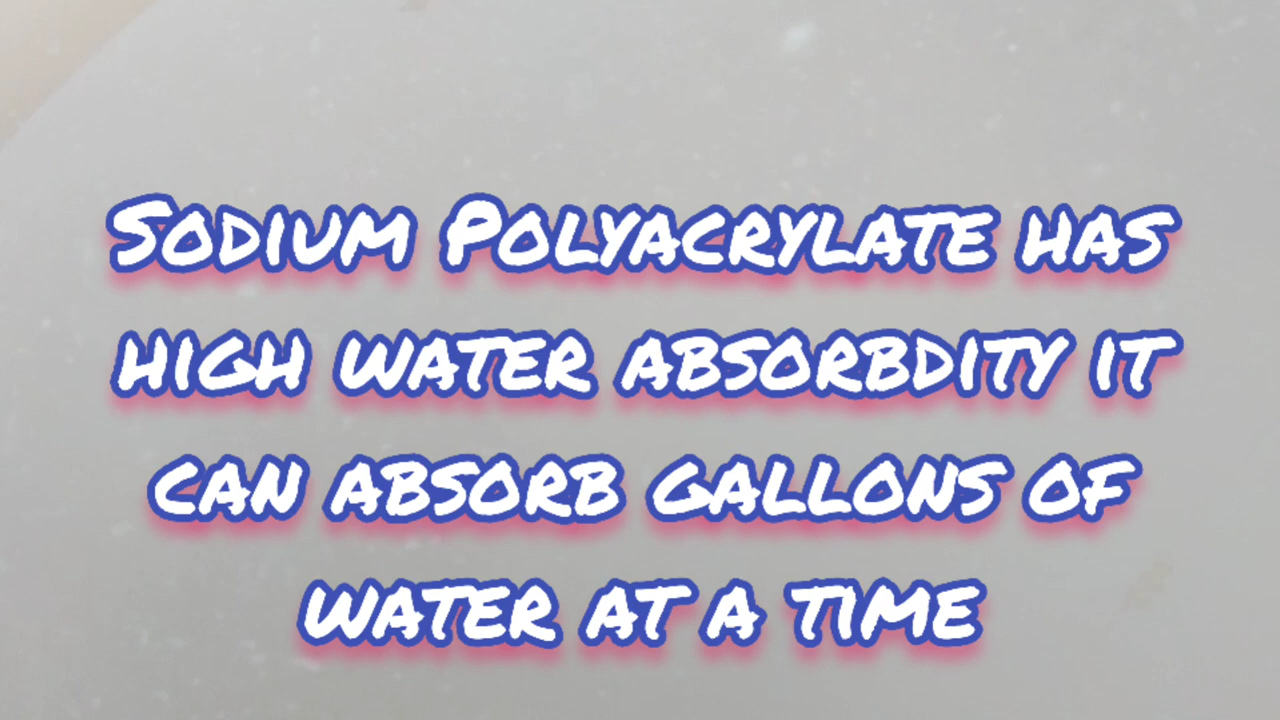 Sodium Polyacrylate has
high water absorbdity it
can absorb gallons of
water at a time